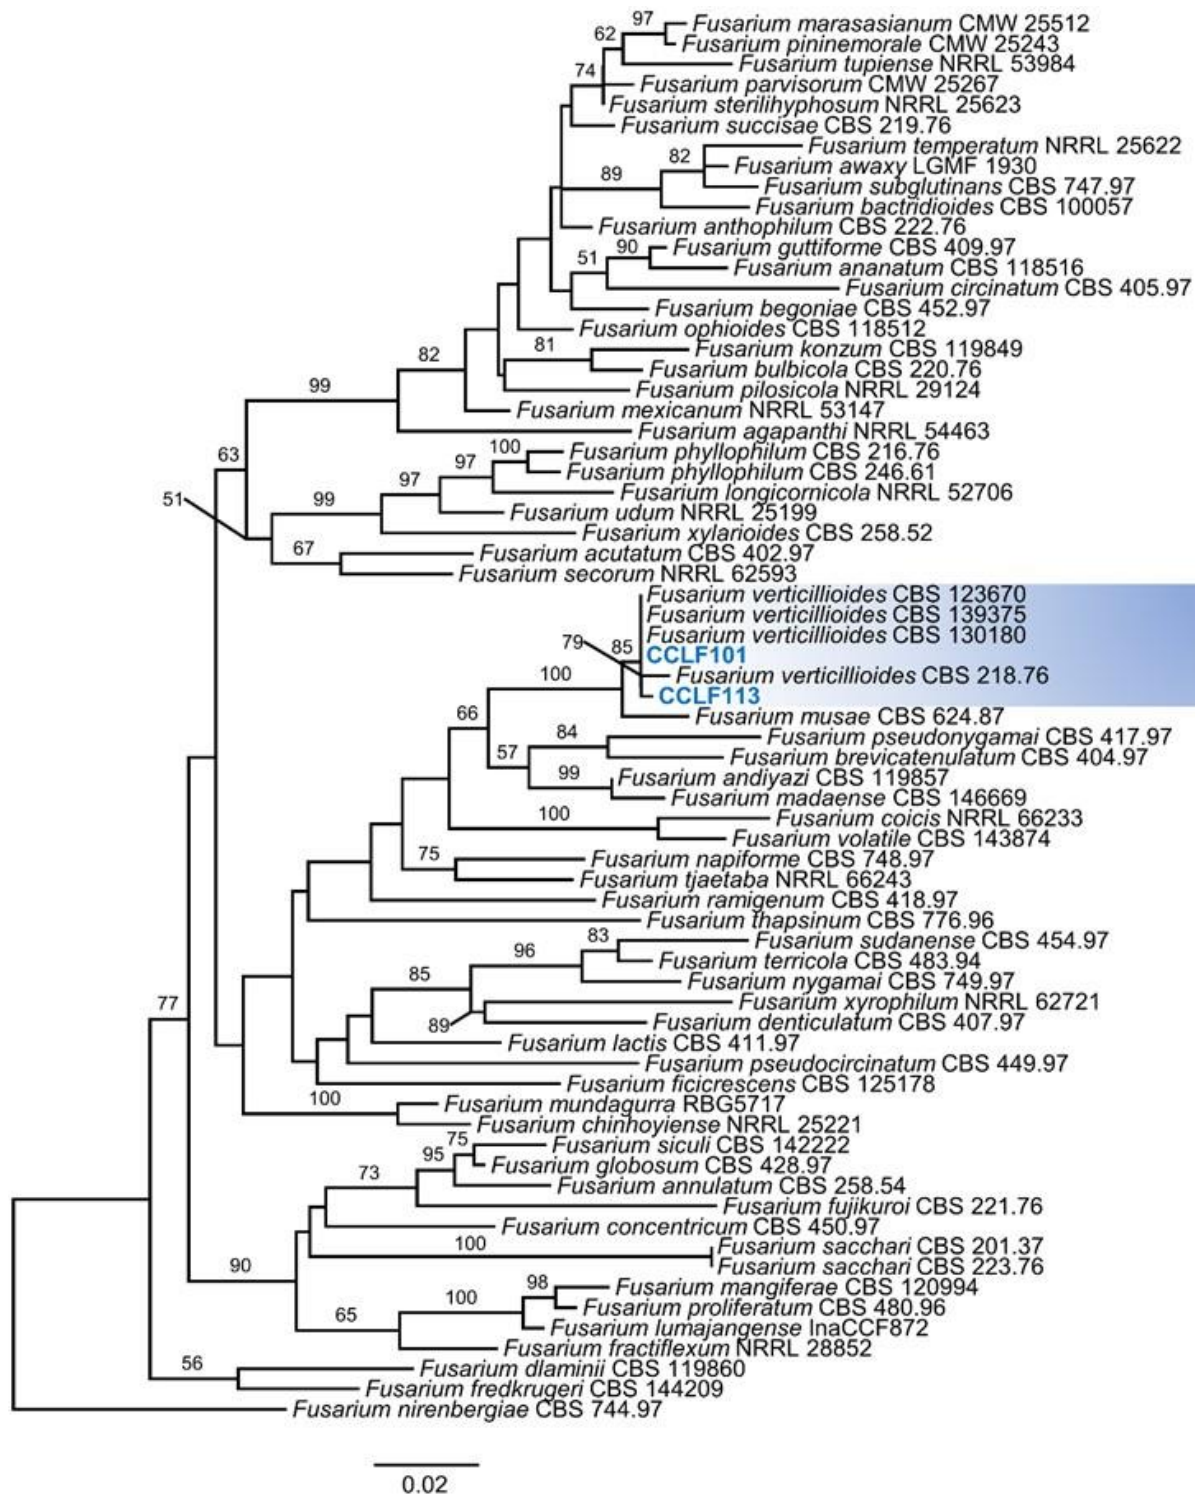 97
Fusarium marasasianum CMW 25512
62
Fusarium pininemorale CMW 25243
Fusarium tupiense NRRL 53984
74
Fusarium parvisorum CMW 25267
Fusarium sterilihyphosum NRRL 25623
Fusarium succisae CBS 219.76
Fusarium temperatum NRRL 25622
82
Fusarium awaxy LGMF 1930
89
Fusarium subglutinans CBS 747.97
Fusarium bactridioides CBS 100057
Fusarium anthophilum CBS 222.76
90
Fusarium guttiforme CBS 409.97
51
Fusarium ananatum CBS 118516
Fusarium circinatum CBS 405.97
Fusarium begoniae CBS 452.97
Fusarium ophioides CBS 118512
81
Fusarium konzum CBS 119849
82
Fusarium bulbicola CBS 220.76
99
Fusarium pilosicola NRRL 29124
Fusarium mexicanum NRRL 53147
Fusarium agapanthi NRRL 54463
63
100
Fusarium phyllophilum CBS 216.76
97
Fusarium phyllophilum CBS 246.61
97
Fusarium longicornicola NRRL 52706
51
99
Fusarium udum NRRL 25199
Fusarium xylarioides CBS 258.52
67
Fusarium acutatum CBS 402.97
Fusarium secorum NRRL 62593
Fusarium verticillioides CBS 123670
Fusarium verticillioides CBS 139375
Fusarium verticillioides CBS 130180
79
85
CCLF101
100
Fusarium verticillioides CBS 218.76
CCLF113
66
Fusarium musae CBS 624.87
84
Fusarium pseudonygamai CBS 417.97
57
Fusarium brevicatenulatum CBS 404.97
99
Fusarium andiyazi CBS 119857
Fusarium madaense CBS 146669
100
Fusarium coicis NRRL 66233
Fusarium volatile CBS 143874
75
Fusarium napiforme CBS 748.97
Fusarium tjaetaba NRRL 66243
Fusarium ramigenum CBS 418.97
Fusarium thapsinum CBS 776.96
83
Fusarium sudanense CBS 454.97
96
Fusarium terricola CBS 483.94
85
Fusarium nygamai CBS 749.97
77
Fusarium xyrophilum NRRL 62721
89
Fusarium denticulatum CBS 407.97
Fusarium lactis CBS 411.97
Fusarium pseudocircinatum CBS 449.97
Fusarium ficicrescens CBS 125178
100
Fusarium mundagurra RBG5717
Fusarium chinhoyiense NRRL 25221
75
Fusarium siculi CBS 142222
95
Fusarium globosum CBS 428.97
73
Fusarium annulatum CBS 258.54
Fusarium fujikuroi CBS 221.76
Fusarium concentricum CBS 450.97
100
Fusarium sacchari CBS 201.37
90
Fusarium sacchari CBS 223.76
98
Fusarium mangiferae CBS 120994
100
Fusarium proliferatum CBS 480.96
65
Fusarium lumajangense InaCCF872
Fusarium fractiflexum NRRL 28852
56
Fusarium dlaminii CBS 119860
Fusarium fredkrugeri CBS 144209
Fusarium nirenbergiae CBS 744.97
0.02